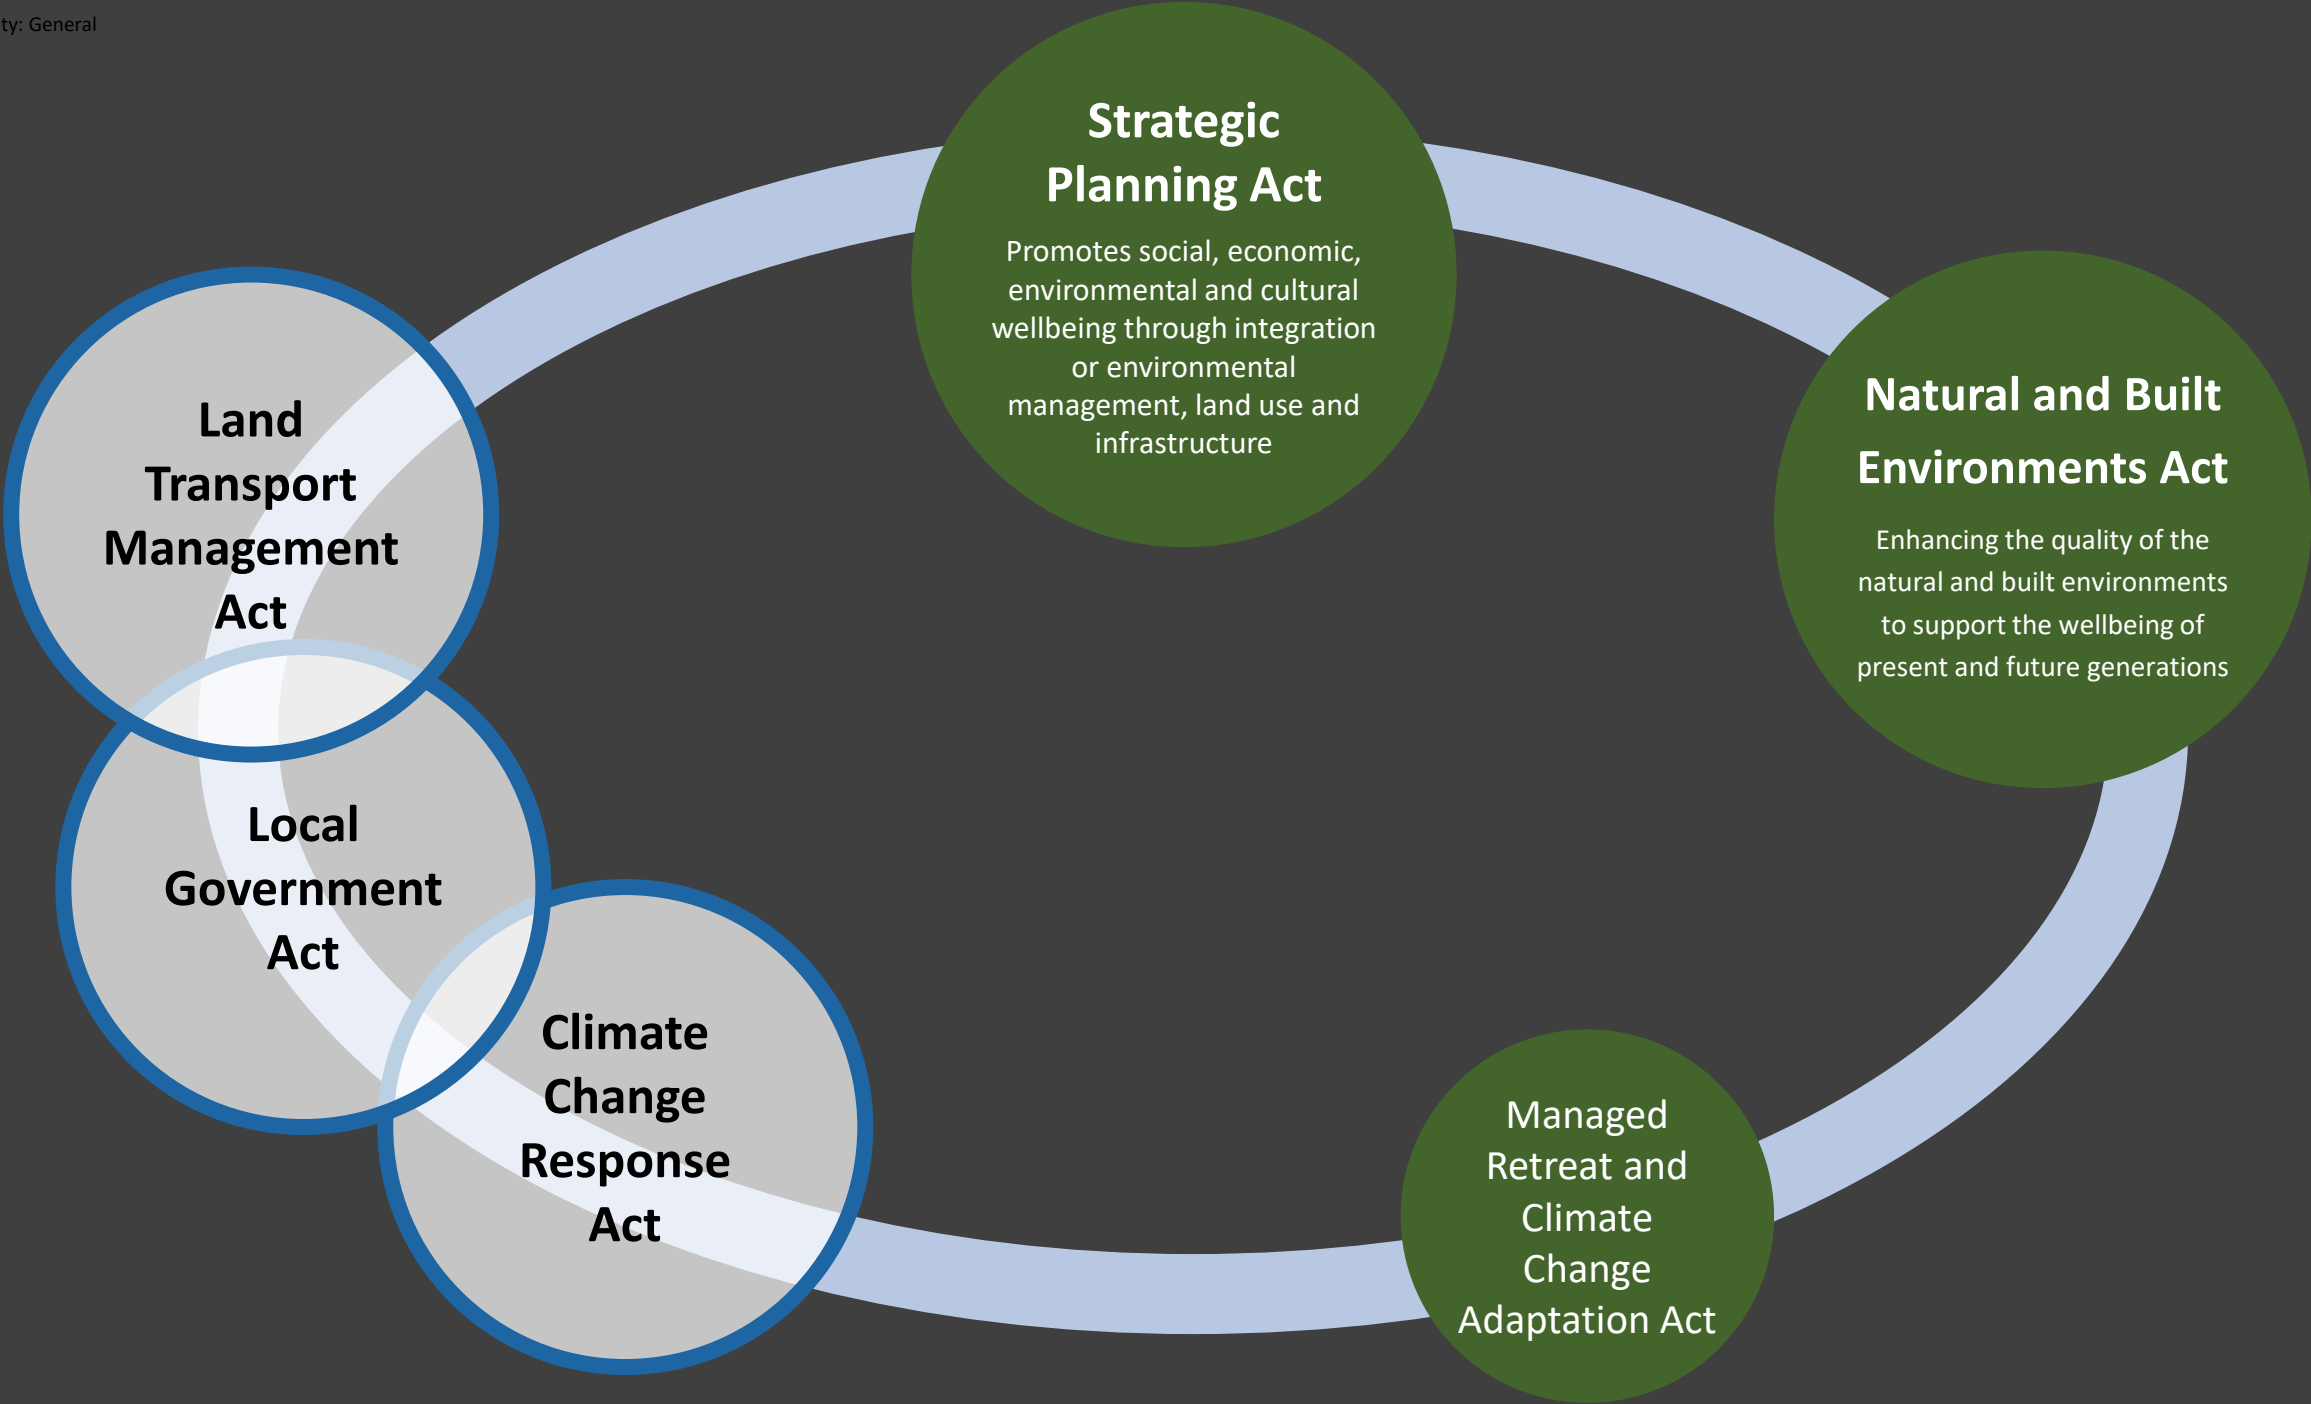 ty: General
Strategic
Planning Act
Promotes social, economic,
environmental and cultural
wellbeing through integration
or environmental
management, land use and
infrastructure
Natural and Built
Environments Act
Enhancing the quality of the
natural and built environments
to support the wellbeing of
present and future generations
Land
Transport
Management
Act
Local
Government
Act
Climate
Change
Response
Act
Managed
Retreat and
Climate
Change
Adaptation Act